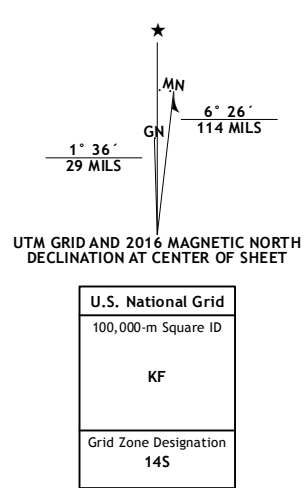 MN
GN
6° 26´
114 MILS
1° 36´
29 MILS
UTM GRID AND 2016 MAGNETIC NORTH
DECLINATION AT CENTER OF SHEET
U.S. National Grid
100,000-m Square ID
KF
Grid Zone Designation
14S